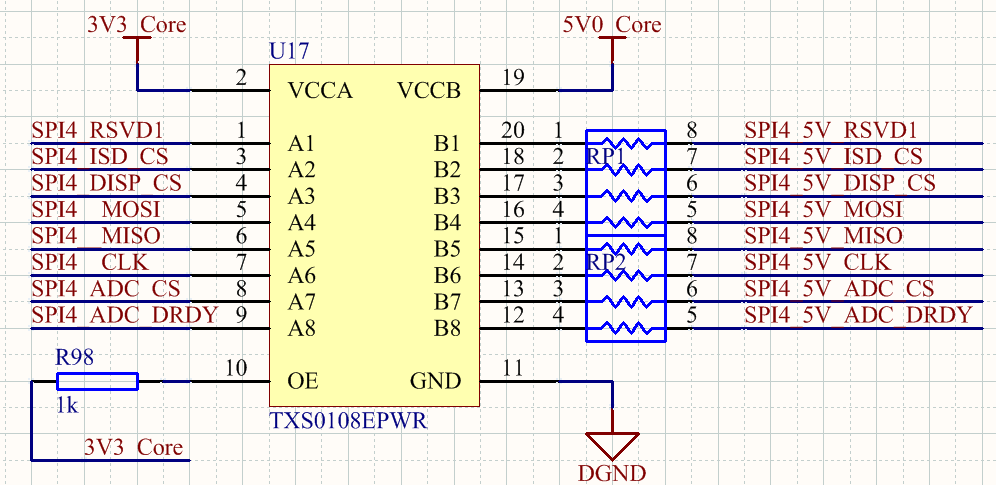 3V3_Core 5V0_Core
U17
2 VCCA VCCB 19
SPI4_RSVD1 1 A1 B1 20 1 8 SPI4_5V_RSVD1
SPI4_ISD_CS 3 A2 B2 18 2 RP1 7 SPI4_5V_ISD_CS
SPI4_DISP_CS 4 A3 B3 17 3 6 SPI4_5V_DISP_CS
SPI4__MOSI 5 A4 B4 16 4 5 SPI4_5V_MOSI
SPI4__MISO 6 A5 B5 15 1 8 SPI4_5V_MISO
SPI4__CLK 7 A6 B6 14 2 RP2 7 SPI4_5V_CLK
SPI4_ADC_CS 8 A7 B7 13 3 6 SPI4_5V_ADC_CS
SPI4_ADC_DRDY 9 A8 B8 12 4 5 SPI4_5V_ADC_DRDY
R98 10 OE GND 11
1k
TXS0108EPWR
3V3_Core
DGND